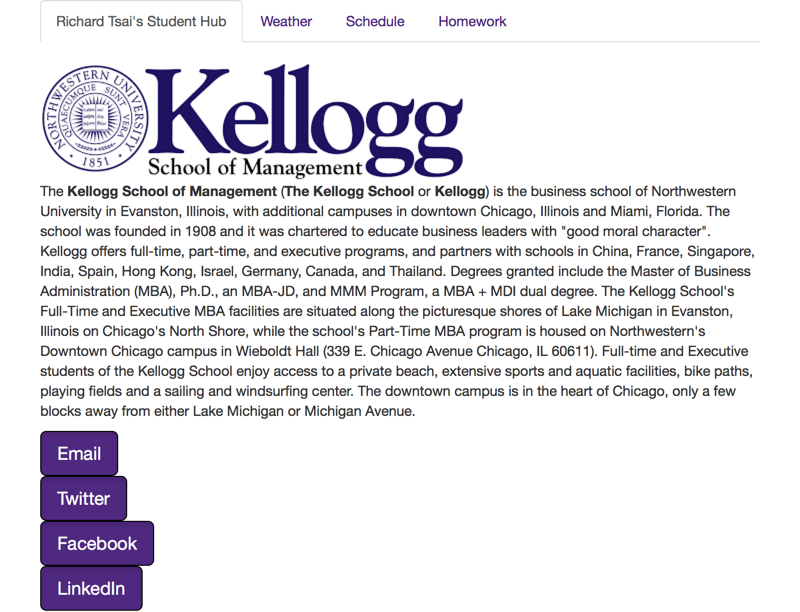 Richard Tsai's Student Hub Weather Schedule Homework
NORTHWESTERN UNIVERSITY
QUAECUMQUE SUNT VERA
1851
Kellogg
School of Management
The Kellogg School of Management (The Kellogg School or Kellogg) is the business school of Northwestern
University in Evanston, Illinois, with additional campuses in downtown Chicago, Illinois and Miami, Florida. The
school was founded in 1908 and it was chartered to educate business leaders with "good moral character".
Kellogg offers full-time, part-time, and executive programs, and partners with schools in China, France, Singapore,
India, Spain, Hong Kong, Israel, Germany, Canada, and Thailand. Degrees granted include the Master of Business
Administration (MBA), Ph.D., an MBA-JD, and MMM Program, a MBA + MDI dual degree. The Kellogg School's
Full-Time and Executive MBA facilities are situated along the picturesque shores of Lake Michigan in Evanston,
Illinois on Chicago's North Shore, while the school's Part-Time MBA program is housed on Northwestern's
Downtown Chicago campus in Wieboldt Hall (339 E. Chicago Avenue Chicago, IL 60611). Full-time and Executive
students of the Kellogg School enjoy access to a private beach, extensive sports and aquatic facilities, bike paths,
playing fields and a sailing and windsurfing center. The downtown campus is in the heart of Chicago, only a few
blocks away from either Lake Michigan or Michigan Avenue.
Email
Twitter
Facebook
LinkedIn